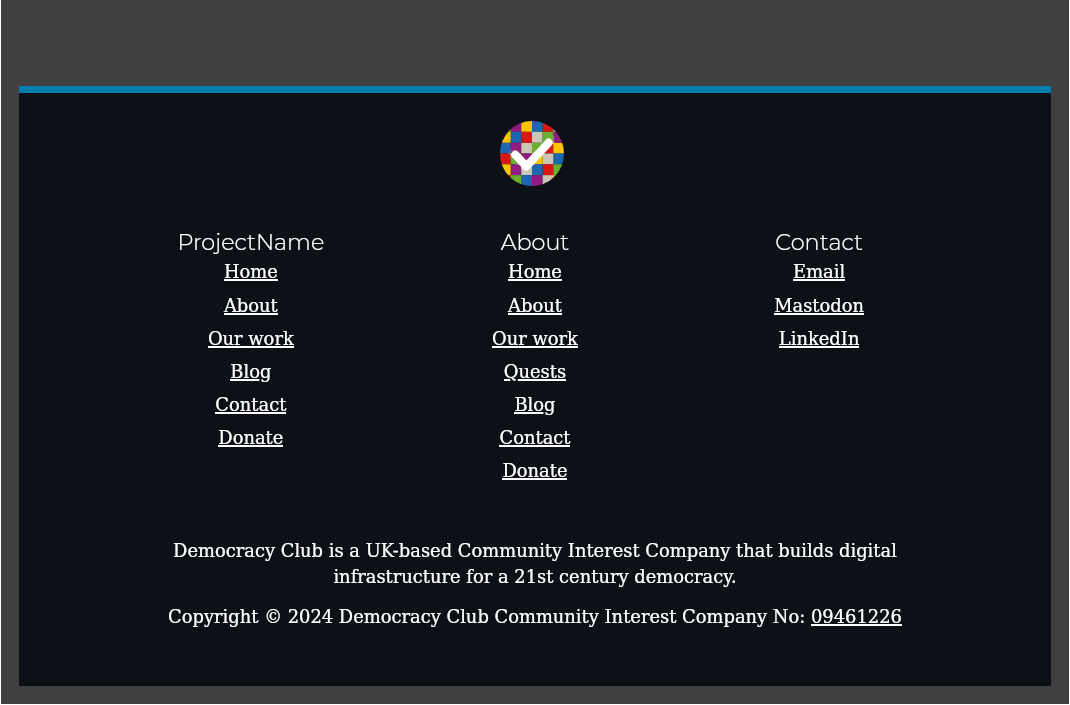 ProjectName
Home
About
Our work
Blog
Contact
Donate
About
Home
About
Our work
Quests
Blog
Contact
Donate
Contact
Email
Mastodon
LinkedIn
Democracy Club is a UK-based Community Interest Company that builds digital
infrastructure for a 21st century democracy.
Copyright © 2024 Democracy Club Community Interest Company No: 09461226